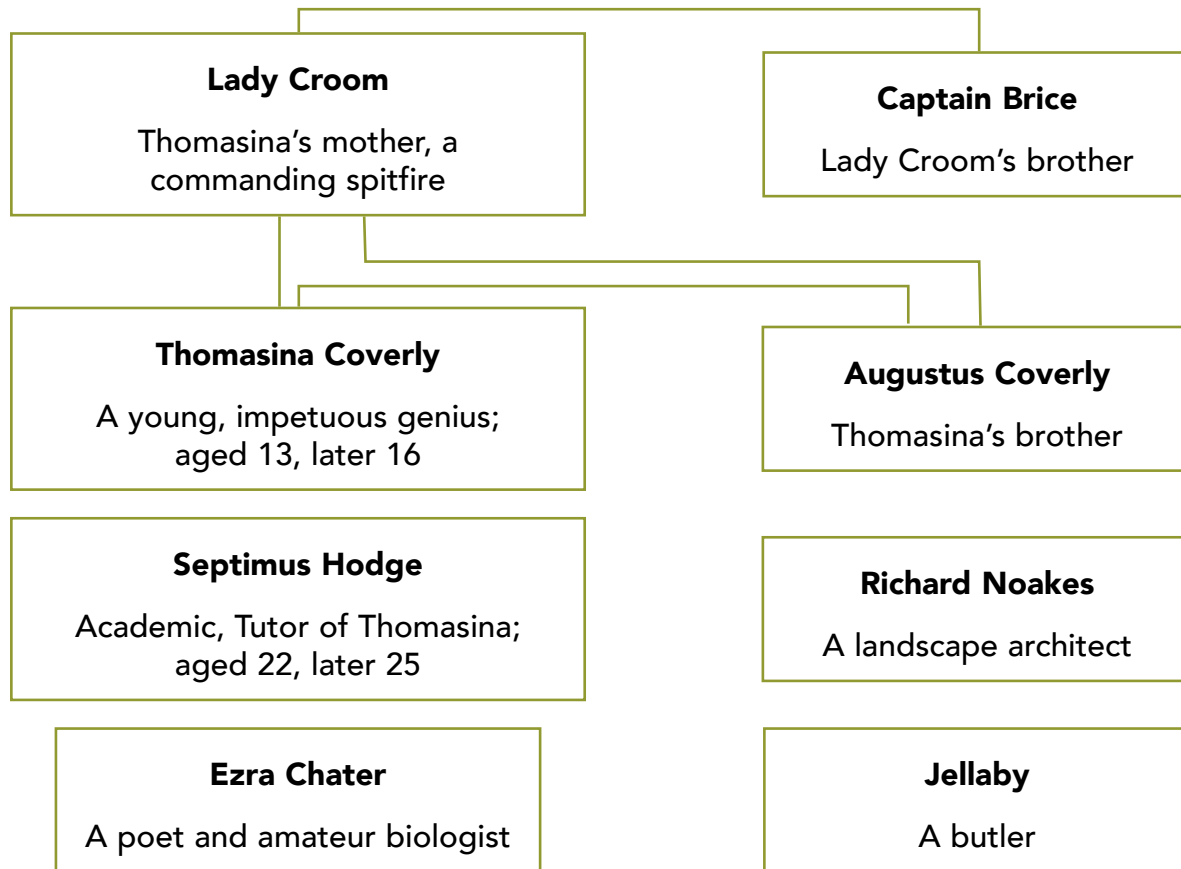 Lady Croom
Thomasina’s mother, a
commanding spitfire
Captain Brice
Lady Croom’s brother
Thomasina Coverly
A young, impetuous genius;
aged 13, later 16
Augustus Coverly
Thomasina’s brother
Septimus Hodge
Academic, Tutor of Thomasina;
aged 22, later 25
Richard Noakes
A landscape architect
Ezra Chater
A poet and amateur biologist
Jellaby
A butler